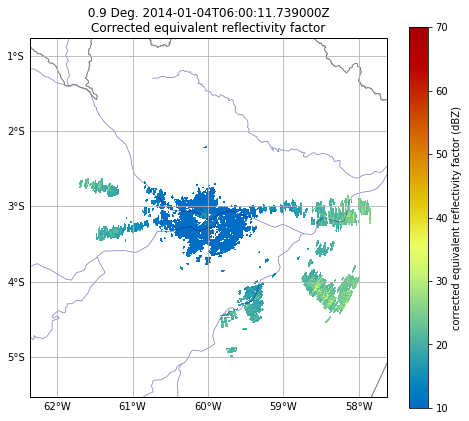 0.9 Deg. 2014-01-04T06:00:11.739000Z
Corrected equivalent reflectivity factor
1°S
2°S
3°S
4°S
5°S
62°W
61°W
60°W
59°W
58°W
70
60
50
40
30
20
10
corrected equivalent reflectivity factor (dBZ)